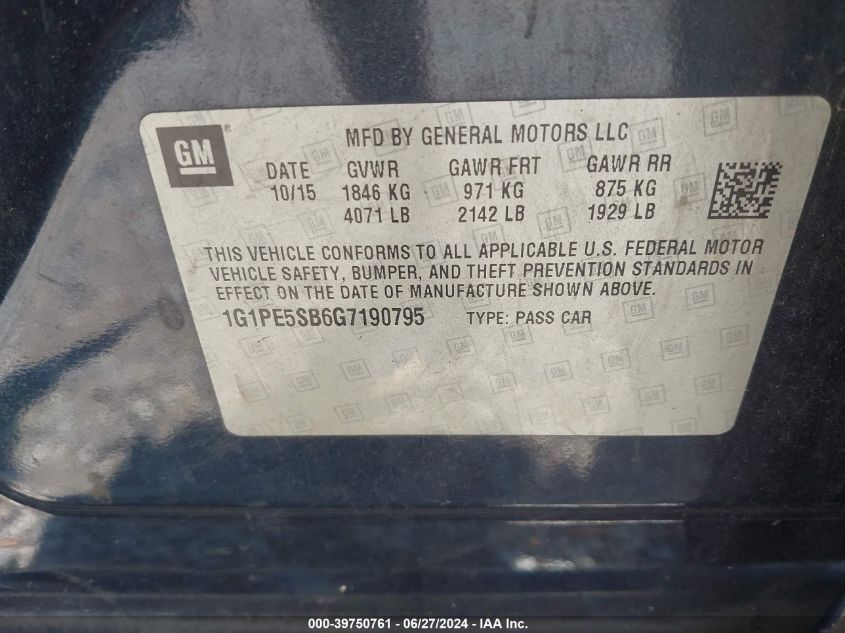 GM
MFD BY GENERAL MOTORS LLC
DATE GVWR GAWR FRT GAWR RR
10/15 1846 KG 971 KG 875 KG
4071 LB 2142 LB 1929 LB
THIS VEHICLE CONFORMS TO ALL APPLICABLE U.S. FEDERAL MOTOR
VEHICLE SAFETY, BUMPER, AND THEFT PREVENTION STANDARDS IN
EFFECT ON THE DATE OF MANUFACTURE SHOWN ABOVE.
1G1PE5SB6G7190795 TYPE: PASS CAR
000-39750761 - 06/27/2024 - IAA Inc.